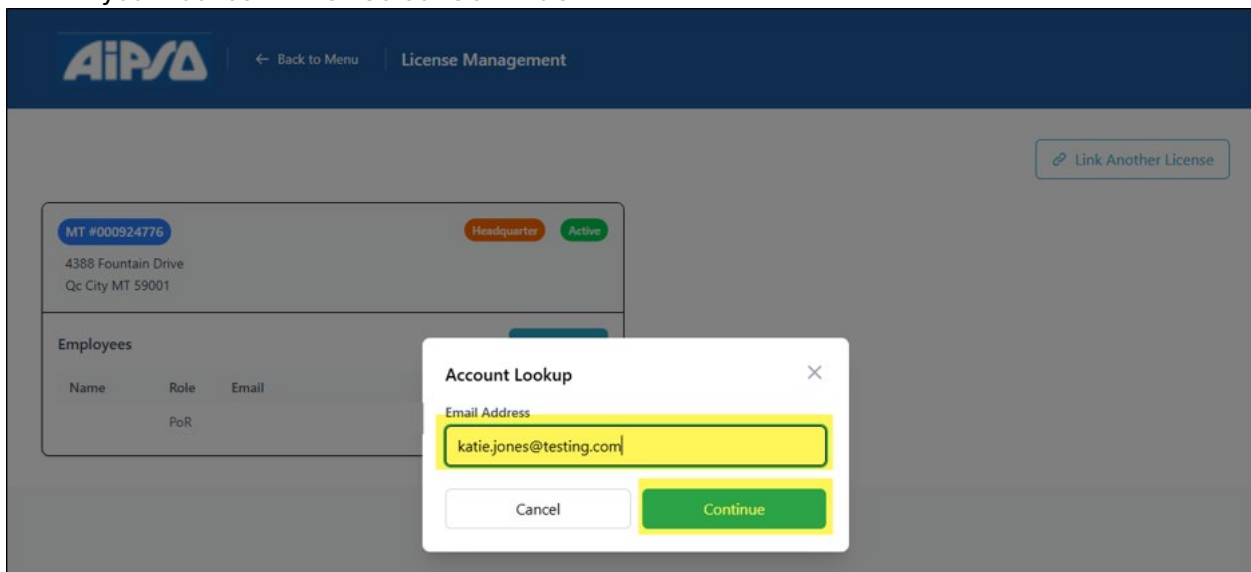 AiPSO
← Back to Menu
License Management
Link Another License
MT #000924776
Headquarter
Active
4388 Fountain Drive
Qc City MT 59001
Employees
Name Role Email
PoR
Account Lookup
Email Address
katie.jones@testing.com
Cancel
Continue